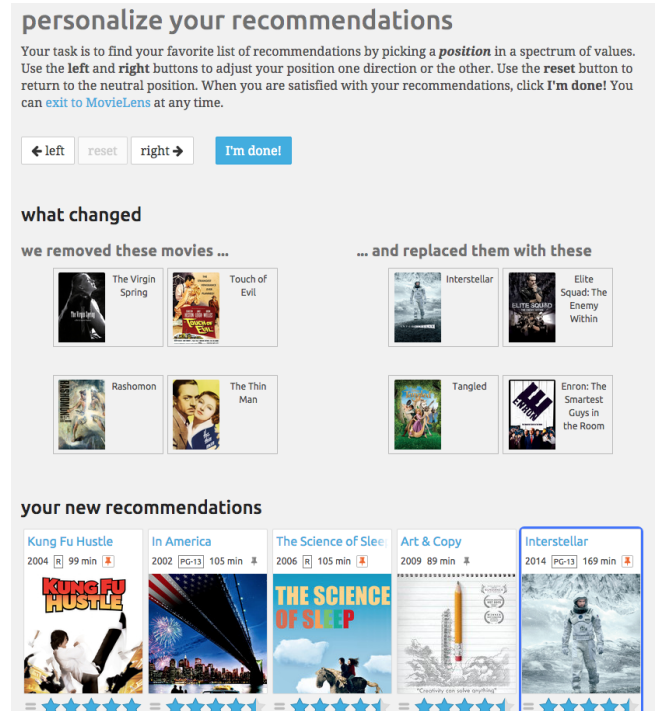 personalize your recommendations
Your task is to find your favorite list of recommendations by picking a position in a spectrum of values.
Use the left and right buttons to adjust your position one direction or the other. Use the reset button to
return to the neutral position. When you are satisfied with your recommendations, click I'm done! You
can exit to MovieLens at any time.
← left
reset
right →
I'm done!
what changed
we removed these movies ...
... and replaced them with these
The Virgin
Spring
Touch of
Evil
Interstellar
Elite
Squad: The
Enemy
Within
Rashomon
The Thin
Man
Tangled
Enron: The
Smartest
Guys in
the Room
your new recommendations
Kung Fu Hustle
In America
The Science of Slee
Art & Copy
Interstellar
2004 R 99 min
2002 PG-13 105 min
2006 R 105 min
2009 89 min
2014 PG-13 169 min
KUNG FU
HUSTLE
THE SCIENCE
OF SLEEP
"Creativity can solve anything"